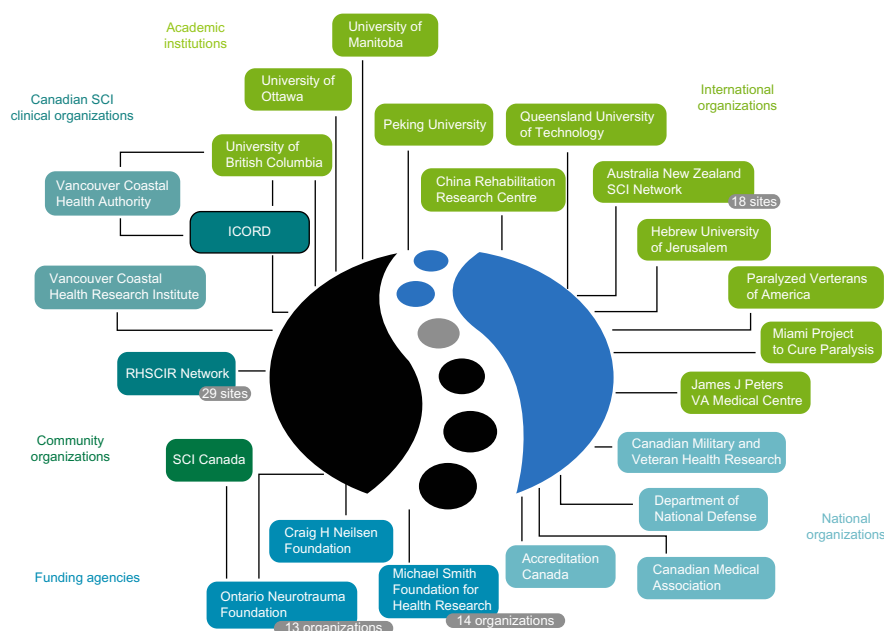 Academic
institutions
University of
Manitoba
University of
Ottawa
International
organizations
Canadian SCI
clinical organizations
Peking University
Queensland University
of Technology
University of
British Columbia
Vancouver Coastal
Health Authority
China Rehabilitation
Research Centre
Australia New Zealand
SCI Network
18 sites
ICORD
Hebrew University
of Jerusalem
Vancouver Coastal
Health Research Institute
Paralyzed Verterans
of America
Miami Project
to Cure Paralysis
RHSCIR Network
29 sites
James J Peters
VA Medical Centre
Community
organizations
SCI Canada
Canadian Military and
Veteran Health Research
Department of
National Defense
National
organizations
Craig H Neilsen
Foundation
Accreditation
Canada
Canadian Medical
Association
Funding agencies
Ontario Neurotrauma
Foundation
13 organizations
Michael Smith
Foundation for
Health Research
14 organizations